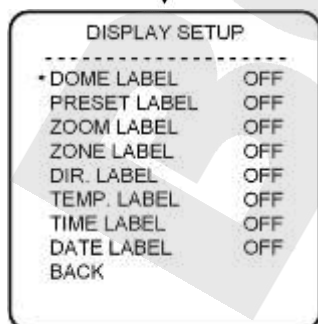 DISPLAY SETUP
DOME LABEL OFF
PRESET LABEL OFF
ZOOM LABEL OFF
ZONE LABEL OFF
DIR. LABEL OFF
TEMP. LABEL OFF
TIME LABEL OFF
DATE LABEL OFF
BACK